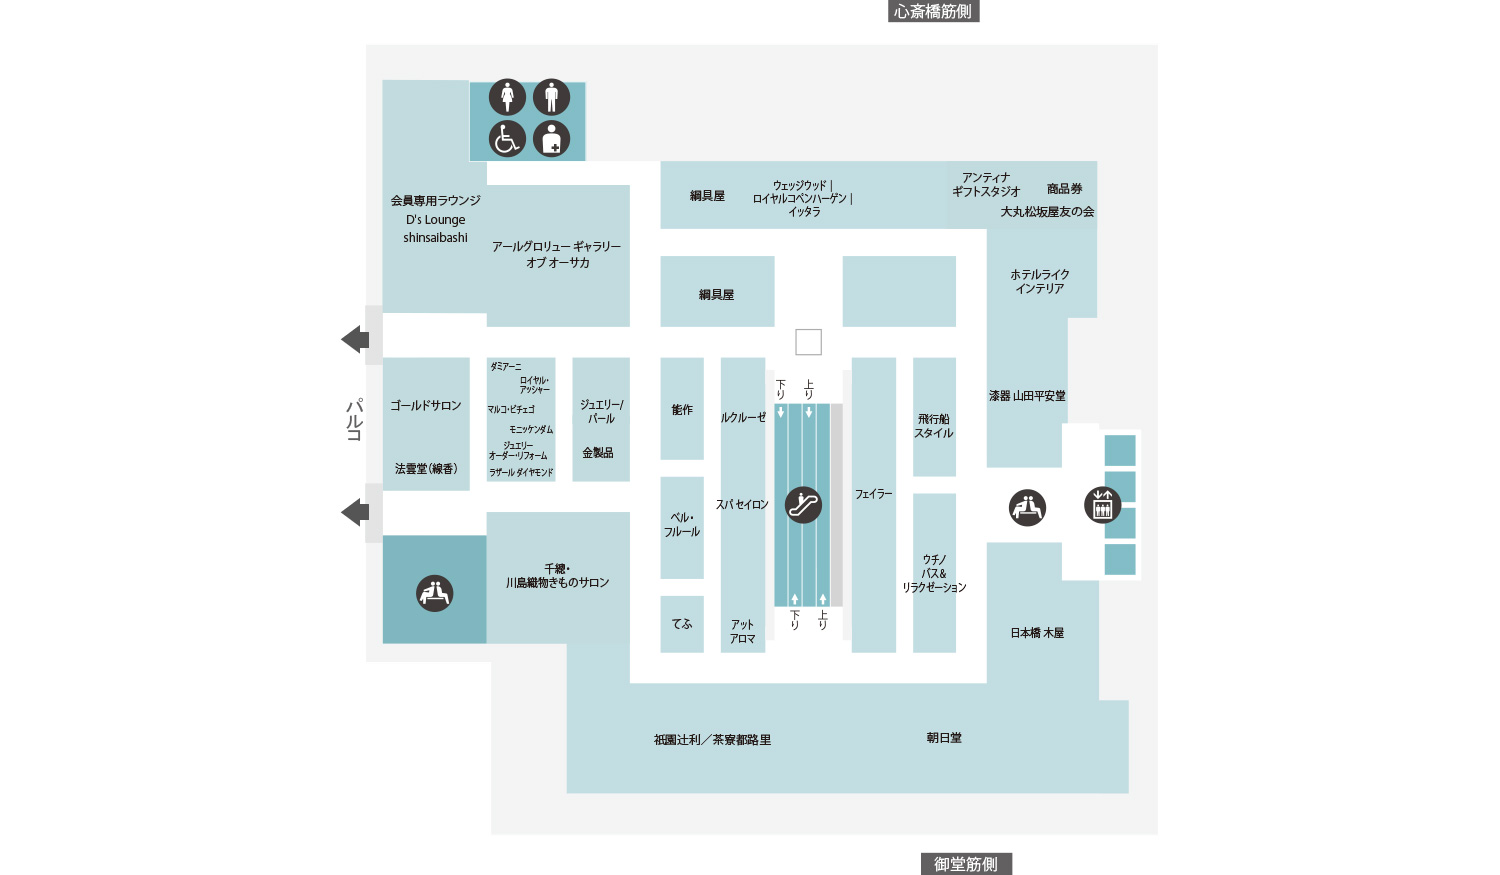 心斎橋筋側
会員専用ラウンジ
D's Lounge
shinsaibashi
アールグロリュー ギャラリー
オブ オーサカ
綱具屋
ウェッジウッド｜
ロイヤルコペンハーゲン｜
イッタラ
アンティナ
ギフトスタジオ
商品券
大丸松坂屋友の会
綱具屋
ホテルライク
インテリア
漆器 山田平安堂
パルコ
ゴールドサロン
法雲堂(線香)
ダミアーニ
ロイヤル・
アッシャー
マルコ・ビチェゴ
モニッケンダム
ジュエリー
オーダー・リフォーム
ラザール ダイヤモンド
ジュエリー/
パール
金製品
能作
ベル・
フルール
てふ
ルクルーゼ
スパ セイロン
アット
アロマ
下り
上り
下り
上り
フェイラー
飛行船
スタイル
ウチノ
バス&
リラクゼーション
千總・
川島織物きものサロン
日本橋 木屋
祇園辻利／茶寮都路里
朝日堂
御堂筋側